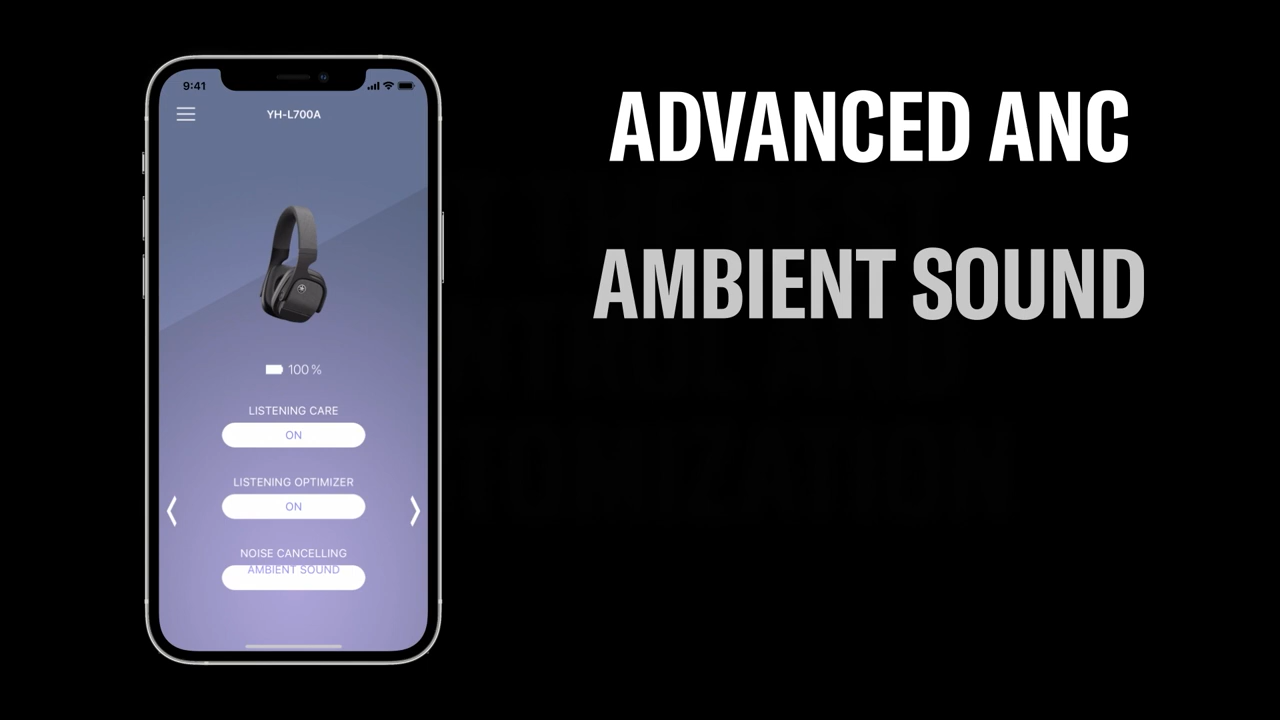 9:41
YH-L700A
100 %
LISTENING CARE
ON
LISTENING OPTIMIZER
ON
NOISE CANCELLING
AMBIENT SOUND
ADVANCED ANC
AMBIENT SOUND